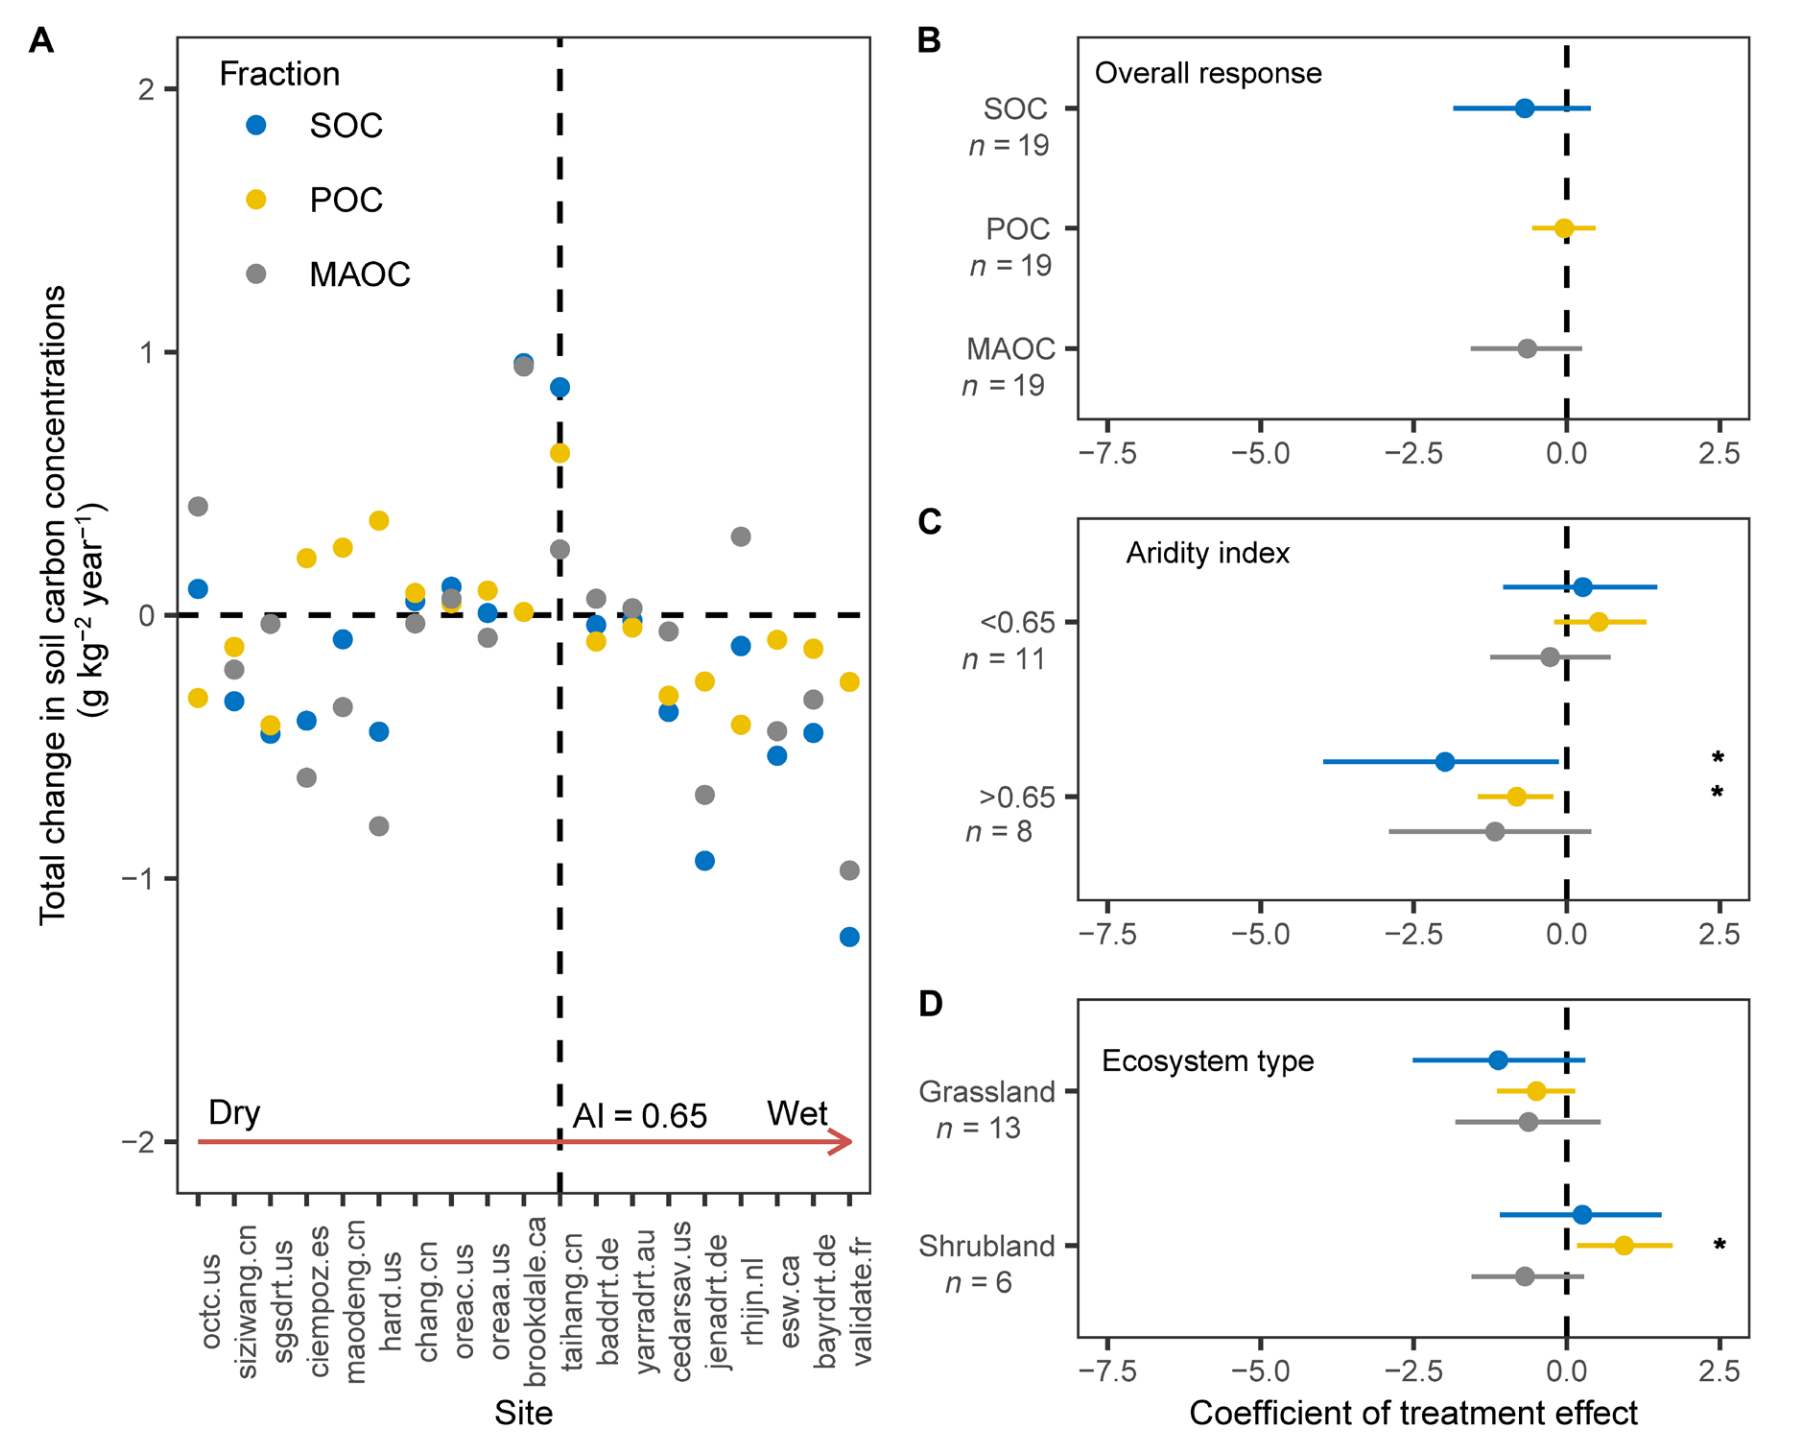 A
Fraction
SOC
POC
MAOC
2
1
0
−1
−2
Total change in soil carbon concentrations
(g kg⁻² year⁻¹)
Dry
AI = 0.65
Wet
octc.us
siziwang.cn
sgsdrt.us
ciempoz.es
maodeng.cn
hard.us
chang.cn
oreac.us
oreaa.us
brookdale.ca
taihang.cn
baddrt.de
yarradrt.au
cedarsav.us
jenadrt.de
rhijn.nl
esw.ca
bayrdrt.de
validate.fr
Site
B
Overall response
SOC
n = 19
POC
n = 19
MAOC
n = 19
−7.5 −5.0 −2.5 0.0 2.5
C
Aridity index
<0.65
n = 11
*
>0.65 *
n = 8
−7.5 −5.0 −2.5 0.0 2.5
D
Ecosystem type
Grassland
n = 13
Shrubland *
n = 6
−7.5 −5.0 −2.5 0.0 2.5
Coefficient of treatment effect